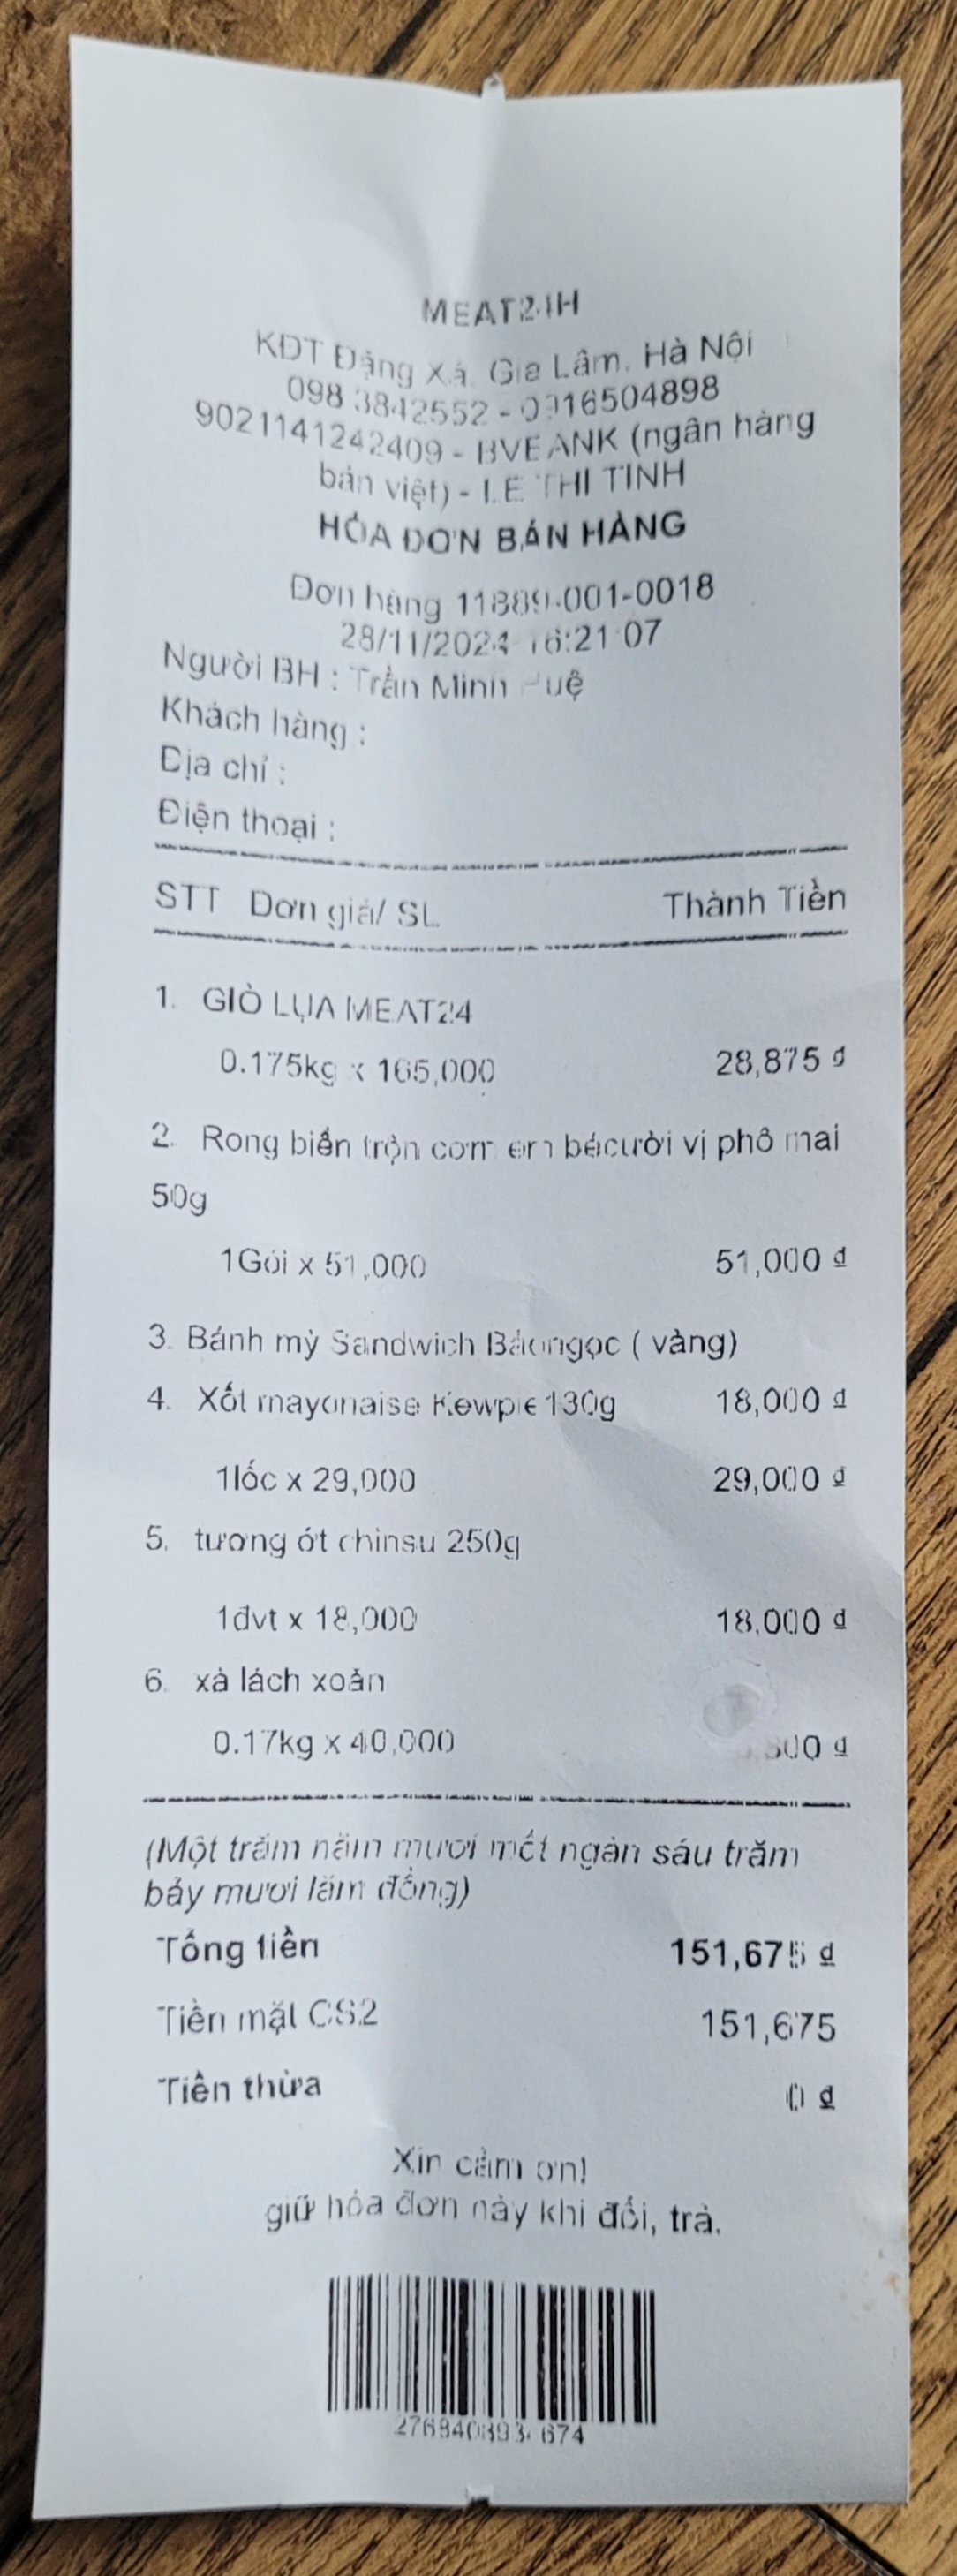 MEAT24H
KĐT Đặng Xá, Gia Lâm, Hà Nội
098 3842552 - 0916504898
9021141242409 - BVBANK (ngân hàng
bản việt) - LE THI TINH
HÓA ĐƠN BÁN HÀNG
Đơn hàng 11889-001-0018
28/11/2024 16:21:07
Người BH : Trần Minh Huệ
Khách hàng :
Địa chỉ :
Điện thoại :
STT Đơn giá/ SL Thành Tiền
1. GIÒ LỤA MEAT24
0.175kg x 165,000 28,875 đ
2. Rong biển trộn cơm em bécười vị phô mai
50g
1Gói x 51,000 51,000 đ
3. Bánh mỳ Sandwich Bảongọc ( vàng)
18,000 đ
4. Xốt mayonaise Kewpie 130g
1lốc x 29,000 29,000 đ
5. tương ớt chinsu 250g
1đvt x 18,000 18,000 đ
6. xà lách xoăn
0.17kg x 40,000
(Một trăm năm mươi mốt ngàn sáu trăm
bảy mươi lăm đồng)
Tổng tiền 151,675 đ
Tiền mặt CS2 151,675
Tiền thừa 0 đ
Xin cảm ơn!
giữ hóa đơn này khi đổi, trả.